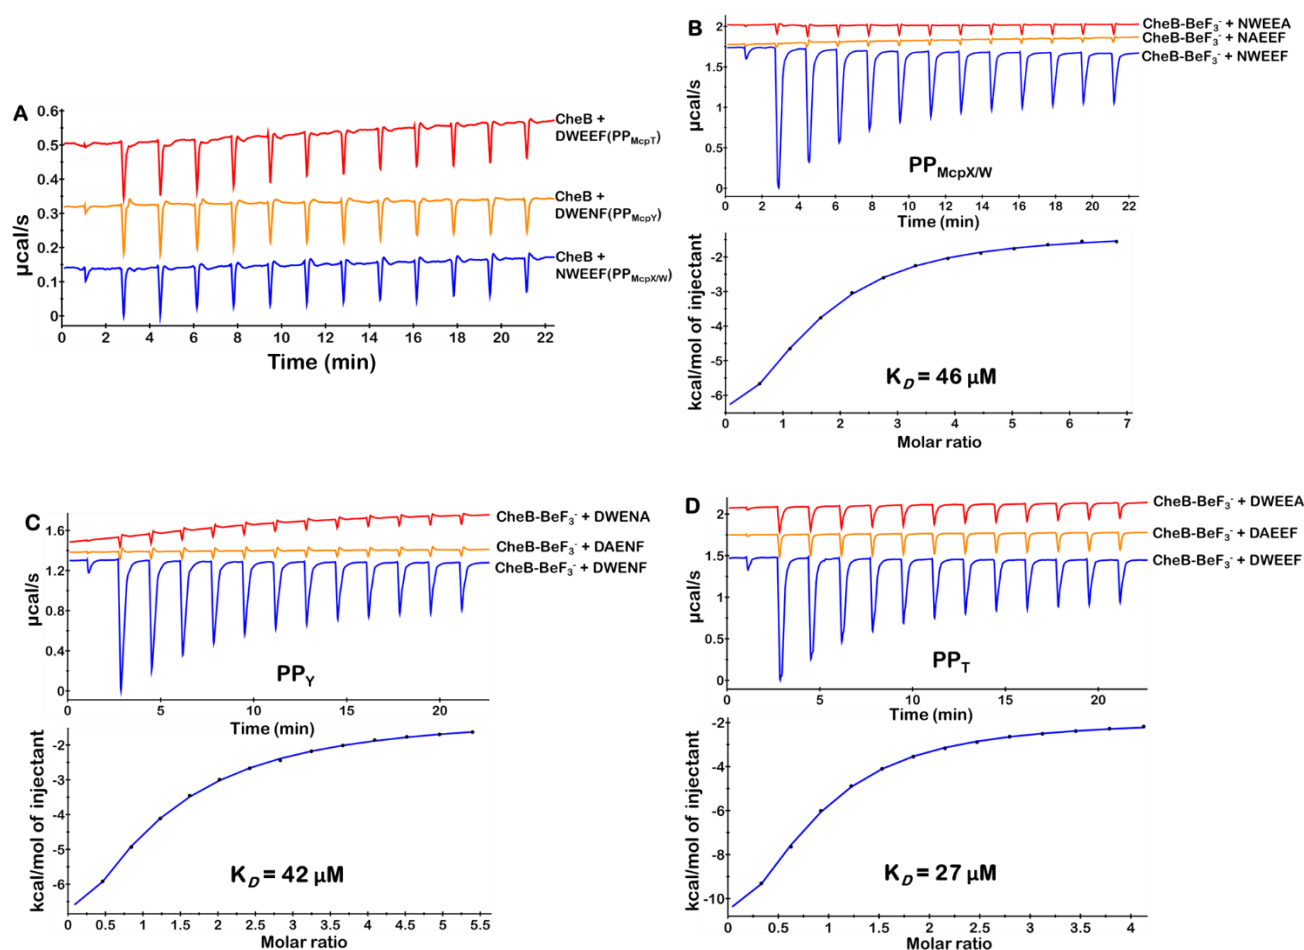 A
μcal/s
0.6
0.5
0.4
0.3
0.2
0.1
0
CheB +
DWEEF(PP_McpT)
CheB +
DWENF(PP_McpY)
CheB +
NWEEF(PP_McpX/W)
0 2 4 6 8 10 12 14 16 18 20 22
Time (min)
B
μcal/s
2
1.5
1
0.5
0
CheB-BeF₃⁻ + NWEEA
CheB-BeF₃⁻ + NAEEF
CheB-BeF₃⁻ + NWEEF
PP_McpX/W
0 2 4 6 8 10 12 14 16 18 20 22
Time (min)
kcal/mol of injectant
-2
-3
-4
-5
-6
K_D = 46 μM
0 1 2 3 4 5 6 7
Molar ratio
C
μcal/s
1.6
1.2
0.8
0.4
0
CheB-BeF₃⁻ + DWENA
CheB-BeF₃⁻ + DAENF
CheB-BeF₃⁻ + DWENF
PP_Y
0 5 10 15 20
Time (min)
kcal/mol of injectant
-2
-3
-4
-5
-6
K_D = 42 μM
0 0.5 1 1.5 2 2.5 3 3.5 4 4.5 5 5.5
Molar ratio
D
μcal/s
2
1.5
1
0.5
0
CheB-BeF₃⁻ + DWEEA
CheB-BeF₃⁻ + DAEEF
CheB-BeF₃⁻ + DWEEF
PP_T
0 5 10 15 20
Time (min)
kcal/mol of injectant
-2
-4
-6
-8
-10
K_D = 27 μM
0 0.5 1 1.5 2 2.5 3 3.5 4
Molar ratio